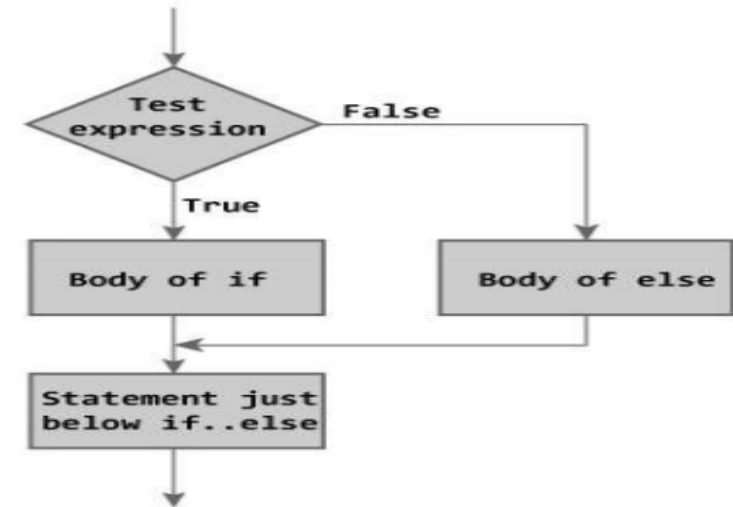 Test
expression
False
True
Body of if
Body of else
Statement just
below if..else